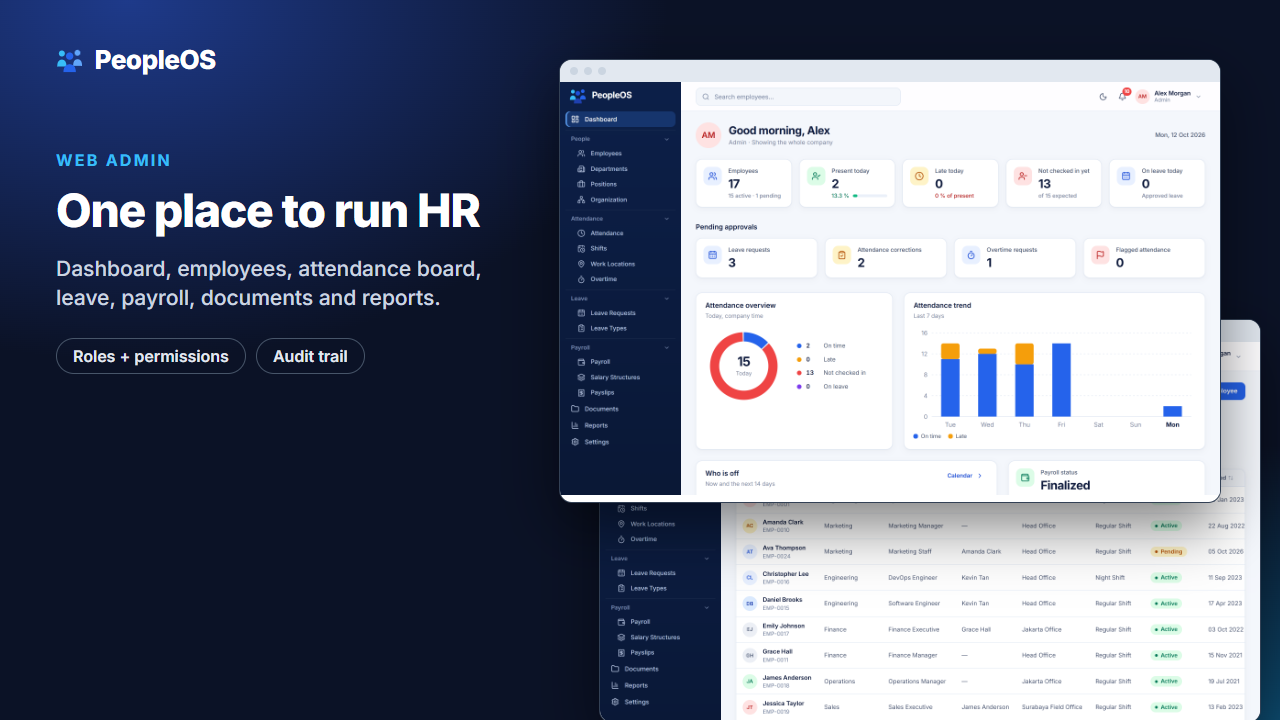 PeopleOS
WEB ADMIN
One place to run HR
Dashboard, employees, attendance board,
leave, payroll, documents and reports.
Roles + permissions
Audit trail
PeopleOS
Dashboard
People
Employees
Departments
Positions
Organization
Attendance
Attendance
Shifts
Work Locations
Overtime
Leave
Leave Requests
Leave Types
Payroll
Payroll
Salary Structures
Payslips
Documents
Reports
Settings
Search employees...
AM
Alex Morgan
Admin
AM
Good morning, Alex
Admin · Showing the whole company
Mon, 12 Oct 2026
Employees
17
15 active · 1 pending
Present today
2
13.3 %
Late today
0
0 % of present
Not checked in yet
13
of 15 expected
On leave today
0
Approved leave
Pending approvals
Leave requests
3
Attendance corrections
2
Overtime requests
1
Flagged attendance
0
Attendance overview
Today, company time
15
Today
2 On time
0 Late
13 Not checked in
0 On leave
Attendance trend
Last 7 days
16
12
8
4
0
Tue Wed Thu Fri Sat Sun Mon
On time Late
Who is off
Now and the next 14 days
Calendar
Payroll status
Finalized
Shifts
Work Locations
Overtime
Leave
Leave Requests
Leave Types
Payroll
Payroll
Salary Structures
Payslips
Documents
Reports
Settings
Jan 2023
AC Amanda Clark EMP-0010 Marketing Marketing Manager — Head Office Regular Shift Active 22 Aug 2022
AT Ava Thompson EMP-0024 Marketing Marketing Staff Amanda Clark Head Office Regular Shift Pending 05 Oct 2026
CL Christopher Lee EMP-0016 Engineering DevOps Engineer Kevin Tan Head Office Night Shift Active 11 Sep 2023
DB Daniel Brooks EMP-0015 Engineering Software Engineer Kevin Tan Head Office Regular Shift Active 17 Apr 2023
EJ Emily Johnson EMP-0017 Finance Finance Executive Grace Hall Jakarta Office Regular Shift Active 03 Oct 2022
GH Grace Hall EMP-0011 Finance Finance Manager — Head Office Regular Shift Active 15 Nov 2021
JA James Anderson EMP-0018 Operations Operations Manager — Jakarta Office Regular Shift Active 19 Jul 2021
JT Jessica Taylor EMP-0019 Sales Sales Executive James Anderson Surabaya Field Office Regular Shift Active 13 Feb 2023